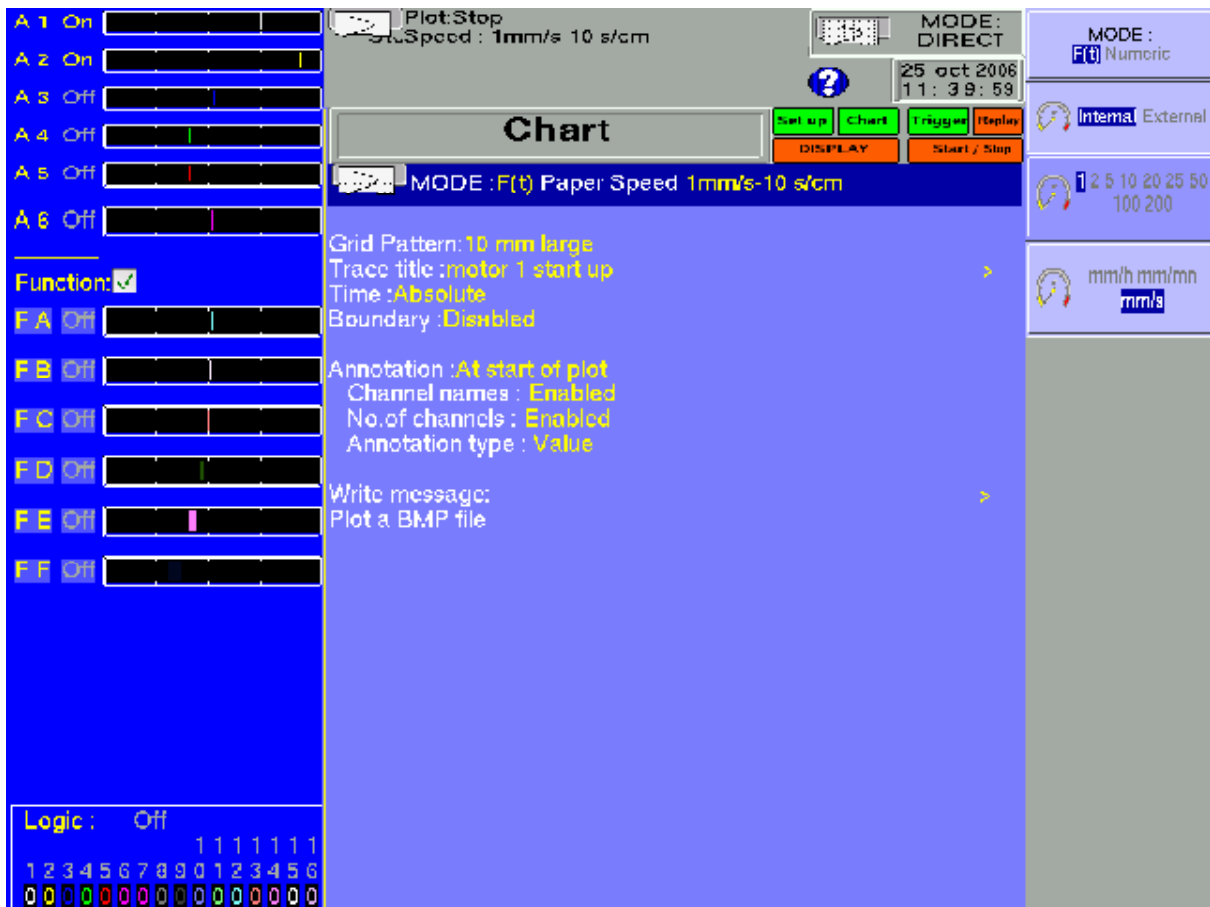 A 1 On
A 2 On
A 3 Off
A 4 Off
A 5 Off
A 6 Off
Function:
F A Off
F B Off
F C Off
F D Off
F E Off
F F Off
Logic : Off
1 1 1 1 1 1 1
1 2 3 4 5 6 7 8 9 0 1 2 3 4 5 6
0 0 0 0 0 0 0 0 0 0 0 0 0 0 0 0
Plot:Stop
Speed : 1mm/s 10 s/cm
MODE:
DIRECT
?
25 oct 2006
11: 39: 59
Chart
Set up Chart Trigger Replay
DISPLAY Start / Stop
MODE :F(t) Paper Speed 1mm/s-10 s/cm
Grid Pattern:10 mm large
Trace title :motor 1 start up >
Time :Absolute
Boundary :Disabled
Annotation :At start of plot
Channel names : Enabled
No.of channels : Enabled
Annotation type : Value
Write message: >
Plot a BMP file
MODE :
F(t) Numeric
Internal External
1 2 5 10 20 25 50
100 200
mm/h mm/mn
mm/s